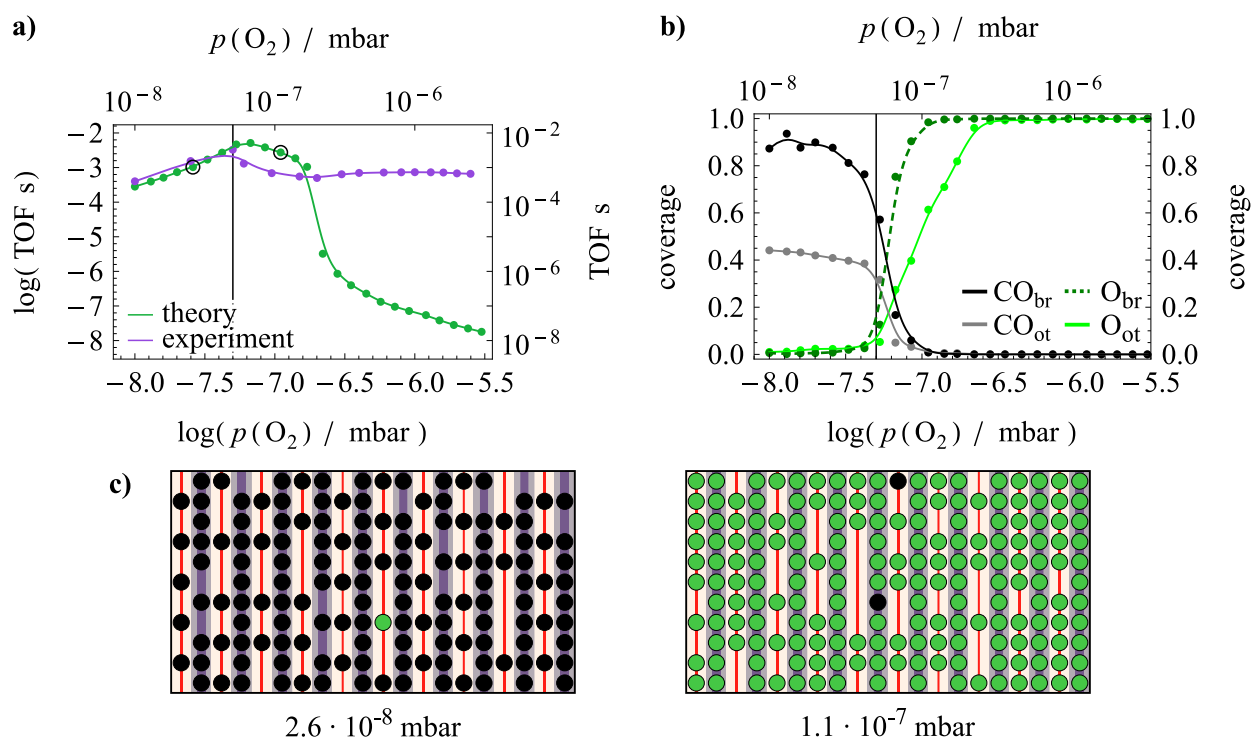 a)
p(O₂) / mbar
10⁻⁸ 10⁻⁷ 10⁻⁶
−2
−3
−4
−5
−6
−7
−8
log( TOF s)
10⁻²
10⁻⁴
10⁻⁶
10⁻⁸
TOF s
theory
experiment
−8.0 −7.5 −7.0 −6.5 −6.0 −5.5
log( p(O₂) / mbar )
b)
p(O₂) / mbar
10⁻⁸ 10⁻⁷ 10⁻⁶
1.0
0.8
0.6
0.4
0.2
0.0
coverage
1.0
0.8
0.6
0.4
0.2
0.0
coverage
CO_br O_br
CO_ot O_ot
−8.0 −7.5 −7.0 −6.5 −6.0 −5.5
log( p(O₂) / mbar )
c)
2.6 · 10⁻⁸ mbar
1.1 · 10⁻⁷ mbar